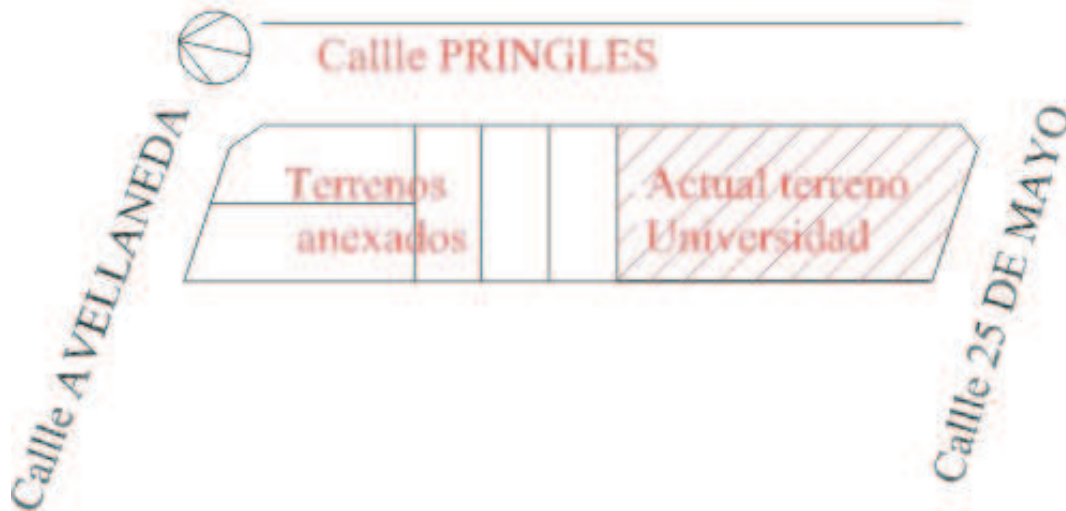 Callle PRINGLES
Callle AVELLANEDA
Terrenos
anexados
Actual terreno
Universidad
Callle 25 DE MAYO